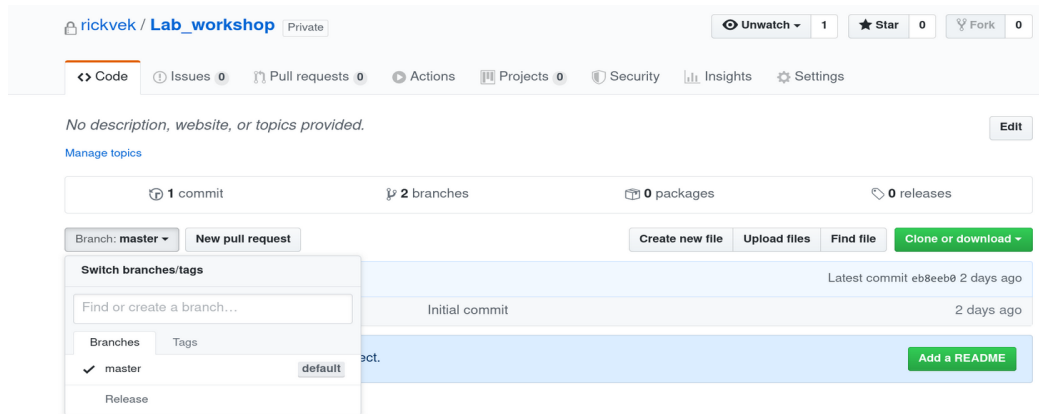 rickvek / Lab_workshop Private Unwatch 1 Star 0 Fork 0
Code Issues 0 Pull requests 0 Actions Projects 0 Security Insights Settings
No description, website, or topics provided. Edit
Manage topics
1 commit 2 branches 0 packages 0 releases
Branch: master New pull request Create new file Upload files Find file Clone or download
Switch branches/tags
Latest commit eb8eeb0 2 days ago
Find or create a branch…
Initial commit 2 days ago
Branches Tags
ect. Add a README
master default
Release